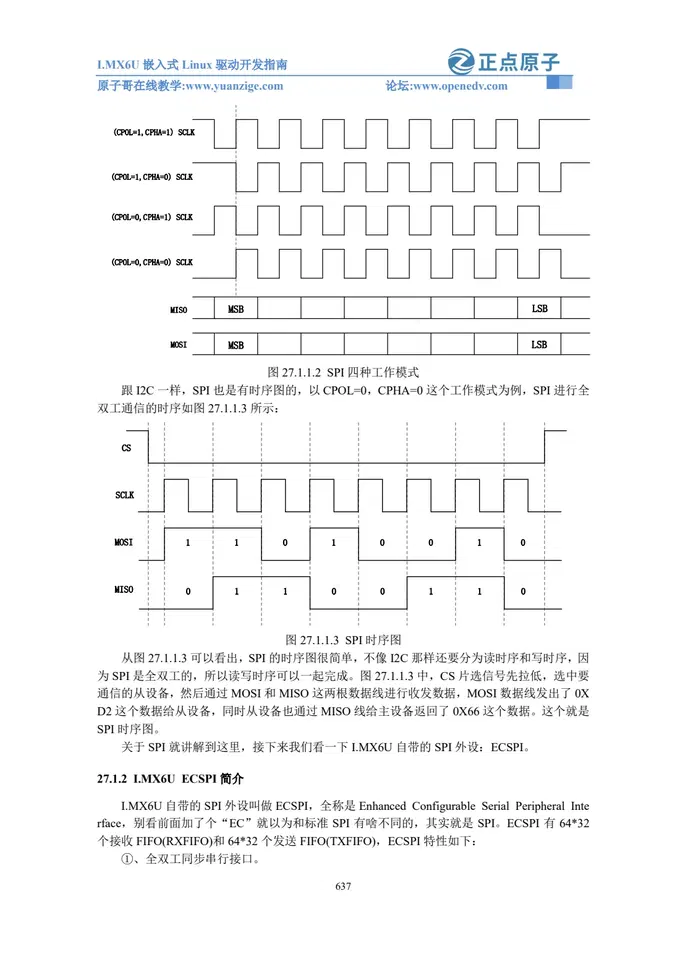 I.MX6U 嵌入式 Linux 驱动开发指南
正点原子
原子哥在线教学:www.yuanzige.com 论坛:www.openedv.com
(CPOL=1,CPHA=1) SCLK
(CPOL=1,CPHA=0) SCLK
(CPOL=0,CPHA=1) SCLK
(CPOL=0,CPHA=0) SCLK
MISO MSB LSB
MOSI MSB LSB
图 27.1.1.2 SPI 四种工作模式
跟 I2C 一样，SPI 也是有时序图的，以 CPOL=0，CPHA=0 这个工作模式为例，SPI 进行全
双工通信的时序如图 27.1.1.3 所示：
CS
SCLK
MOSI 1 1 0 1 0 0 1 0
MISO 0 1 1 0 0 1 1 0
图 27.1.1.3 SPI 时序图
从图 27.1.1.3 可以看出，SPI 的时序图很简单，不像 I2C 那样还要分为读时序和写时序，因
为 SPI 是全双工的，所以读写时序可以一起完成。图 27.1.1.3 中，CS 片选信号先拉低，选中要
通信的从设备，然后通过 MOSI 和 MISO 这两根数据线进行收发数据，MOSI 数据线发出了 0X
D2 这个数据给从设备，同时从设备也通过 MISO 线给主设备返回了 0X66 这个数据。这个就是
SPI 时序图。
关于 SPI 就讲解到这里，接下来我们看一下 I.MX6U 自带的 SPI 外设：ECSPI。
27.1.2 I.MX6U ECSPI 简介
I.MX6U 自带的 SPI 外设叫做 ECSPI，全称是 Enhanced Configurable Serial Peripheral Inte
rface，别看前面加了个“EC”就以为和标准 SPI 有啥不同的，其实就是 SPI。ECSPI 有 64*32
个接收 FIFO(RXFIFO)和 64*32 个发送 FIFO(TXFIFO)，ECSPI 特性如下：
①、全双工同步串行接口。
637